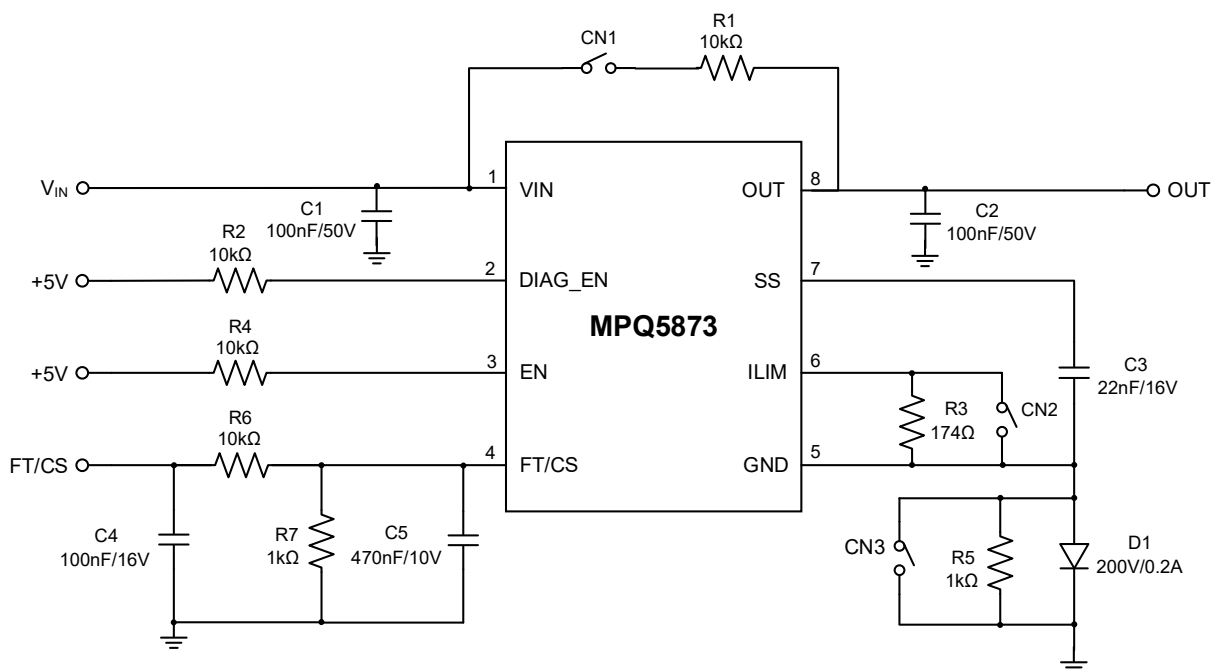 CN1
R1
10kΩ
VIN
C1
100nF/50V
1
VIN
OUT
8
C2
100nF/50V
OUT
+5V
R2
10kΩ
2
DIAG_EN
SS
7
MPQ5873
+5V
R4
10kΩ
3
EN
ILIM
6
R3
174Ω
CN2
C3
22nF/16V
FT/CS
R6
10kΩ
4
FT/CS
GND
5
C4
100nF/16V
R7
1kΩ
C5
470nF/10V
CN3
R5
1kΩ
D1
200V/0.2A